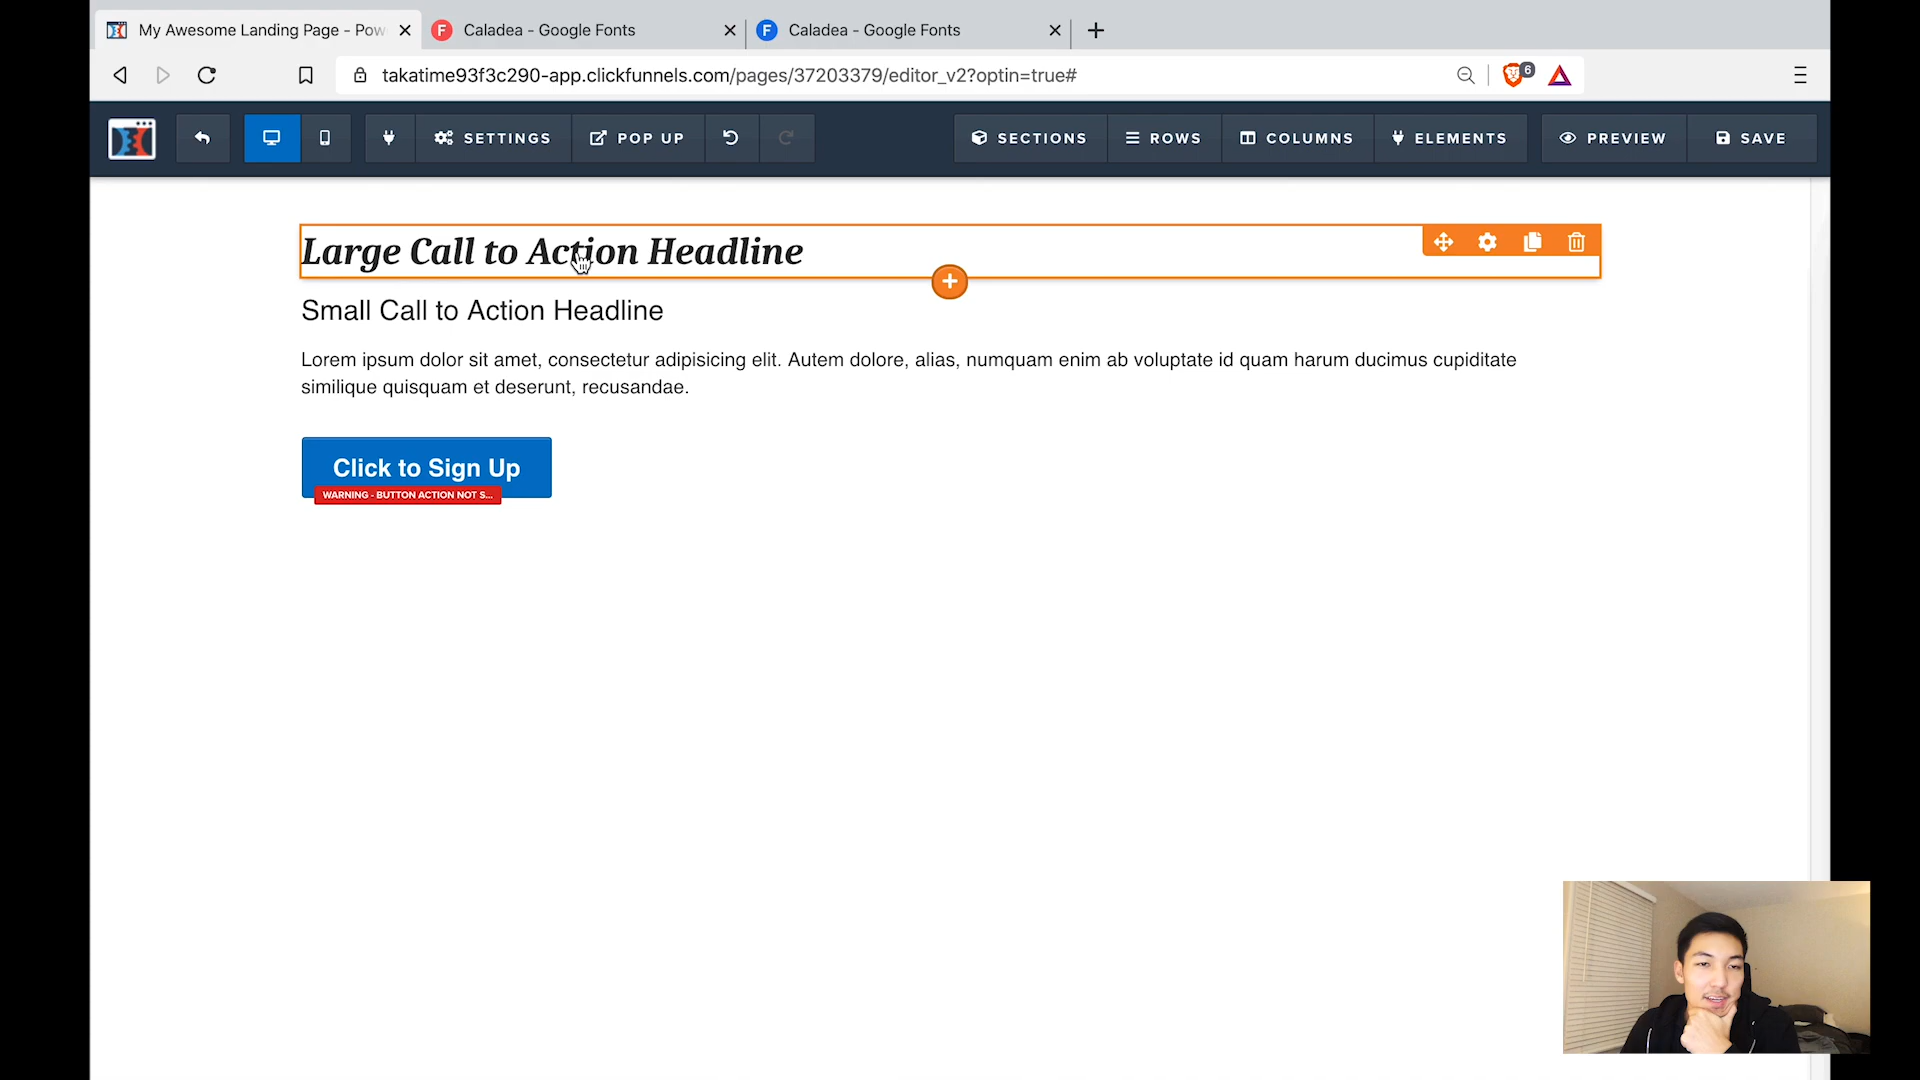 My Awesome Landing Page - Pow
Caladea - Google Fonts
Caladea - Google Fonts
takatime93f3c290-app.clickfunnels.com/pages/37203379/editor_v2?optin=true#
6
SETTINGS
POP UP
SECTIONS
ROWS
COLUMNS
ELEMENTS
PREVIEW
SAVE
Large Call to Action Headline
Small Call to Action Headline
Lorem ipsum dolor sit amet, consectetur adipisicing elit. Autem dolore, alias, numquam enim ab voluptate id quam harum ducimus cupiditate
similique quisquam et deserunt, recusandae.
Click to Sign Up
WARNING - BUTTON ACTION NOT S...